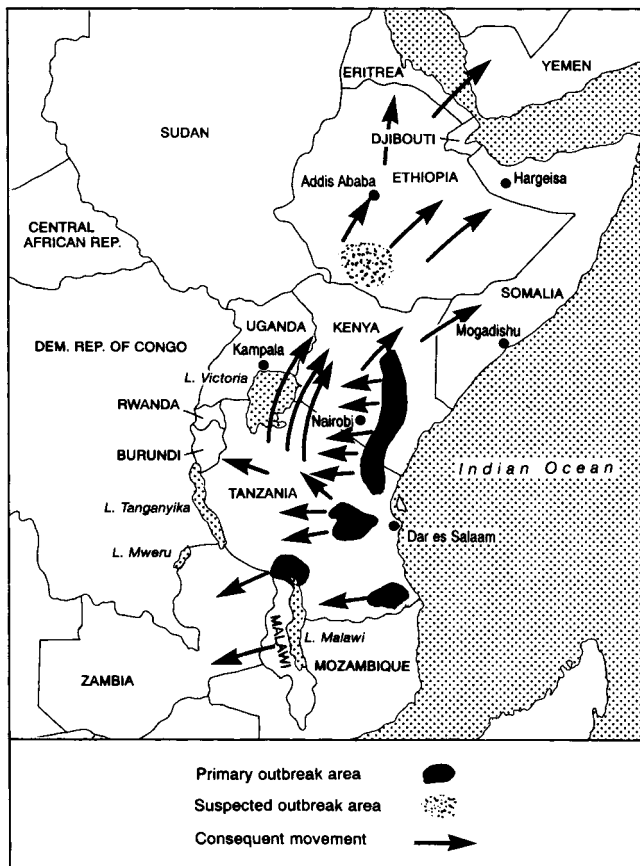 YEMEN
ERITREA
SUDAN
DJIBOUTI
Addis Ababa
ETHIOPIA
Hargeisa
CENTRAL
AFRICAN REP.
SOMALIA
UGANDA
KENYA
DEM. REP. OF CONGO
Kampala
Mogadishu
L. Victoria
RWANDA
Nairobi
BURUNDI
Indian Ocean
TANZANIA
L. Tanganyika
Dar es Salaam
L. Mweru
MALAWI
L. Malawi
MOZAMBIQUE
ZAMBIA
Primary outbreak area
Suspected outbreak area
Consequent movement